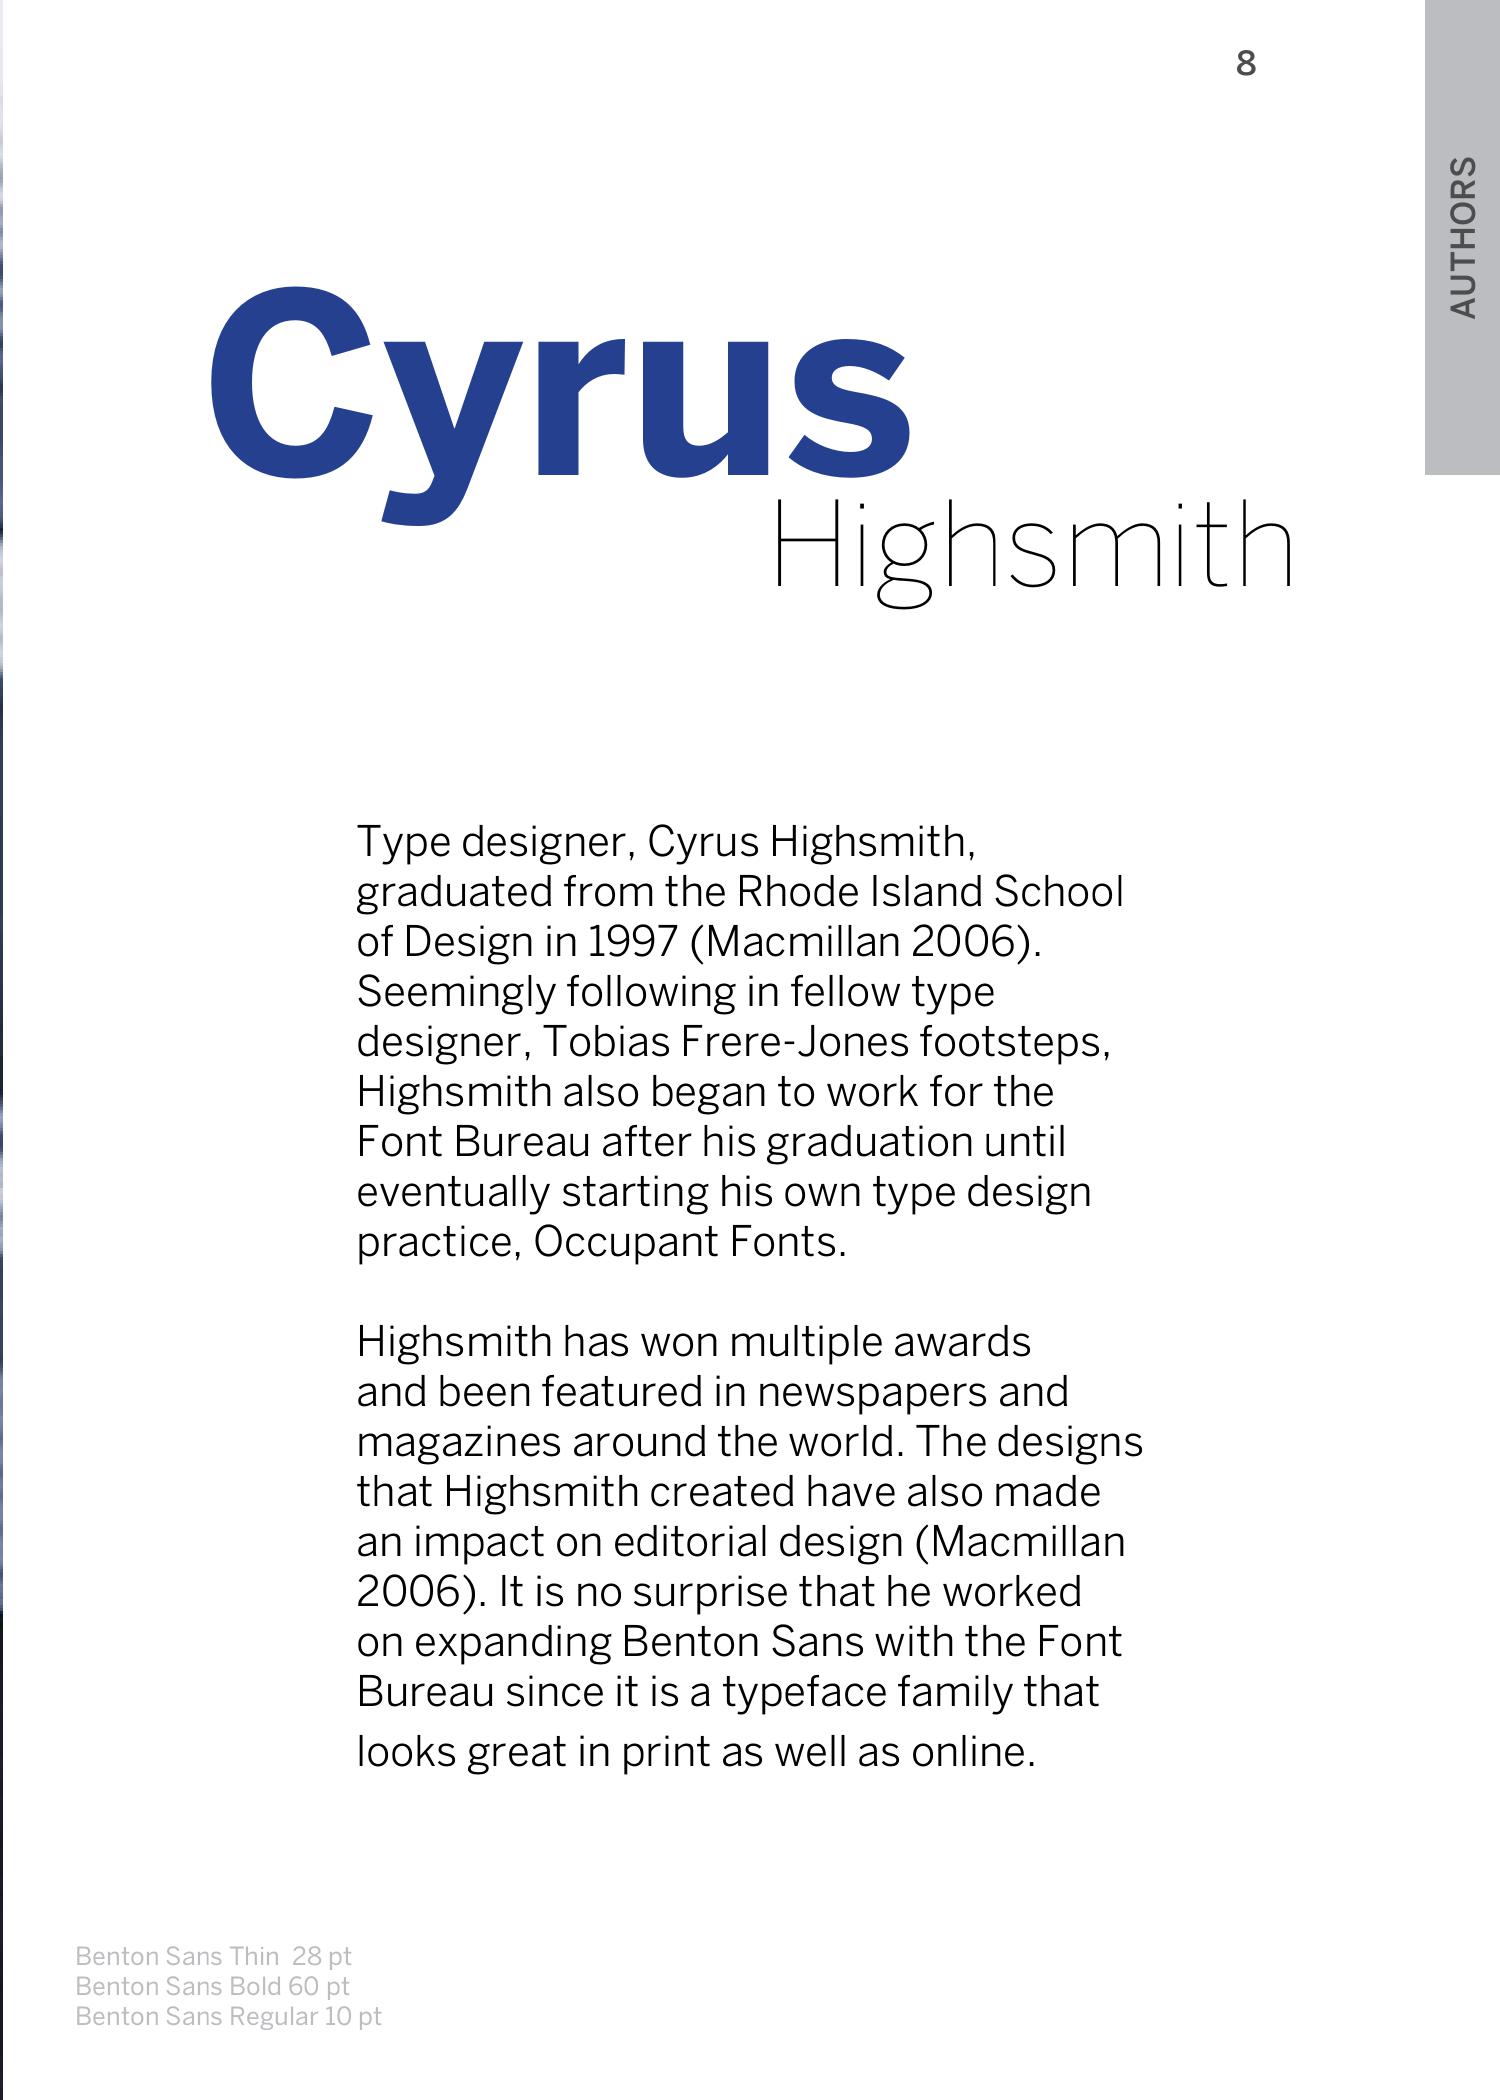 8
AUTHORS
Cyrus
Highsmith
Type designer, Cyrus Highsmith,
graduated from the Rhode Island School
of Design in 1997 (Macmillan 2006).
Seemingly following in fellow type
designer, Tobias Frere-Jones footsteps,
Highsmith also began to work for the
Font Bureau after his graduation until
eventually starting his own type design
practice, Occupant Fonts.
Highsmith has won multiple awards
and been featured in newspapers and
magazines around the world. The designs
that Highsmith created have also made
an impact on editorial design (Macmillan
2006). It is no surprise that he worked
on expanding Benton Sans with the Font
Bureau since it is a typeface family that
looks great in print as well as online.
Benton Sans Thin  28 pt
Benton Sans Bold 60 pt
Benton Sans Regular 10 pt